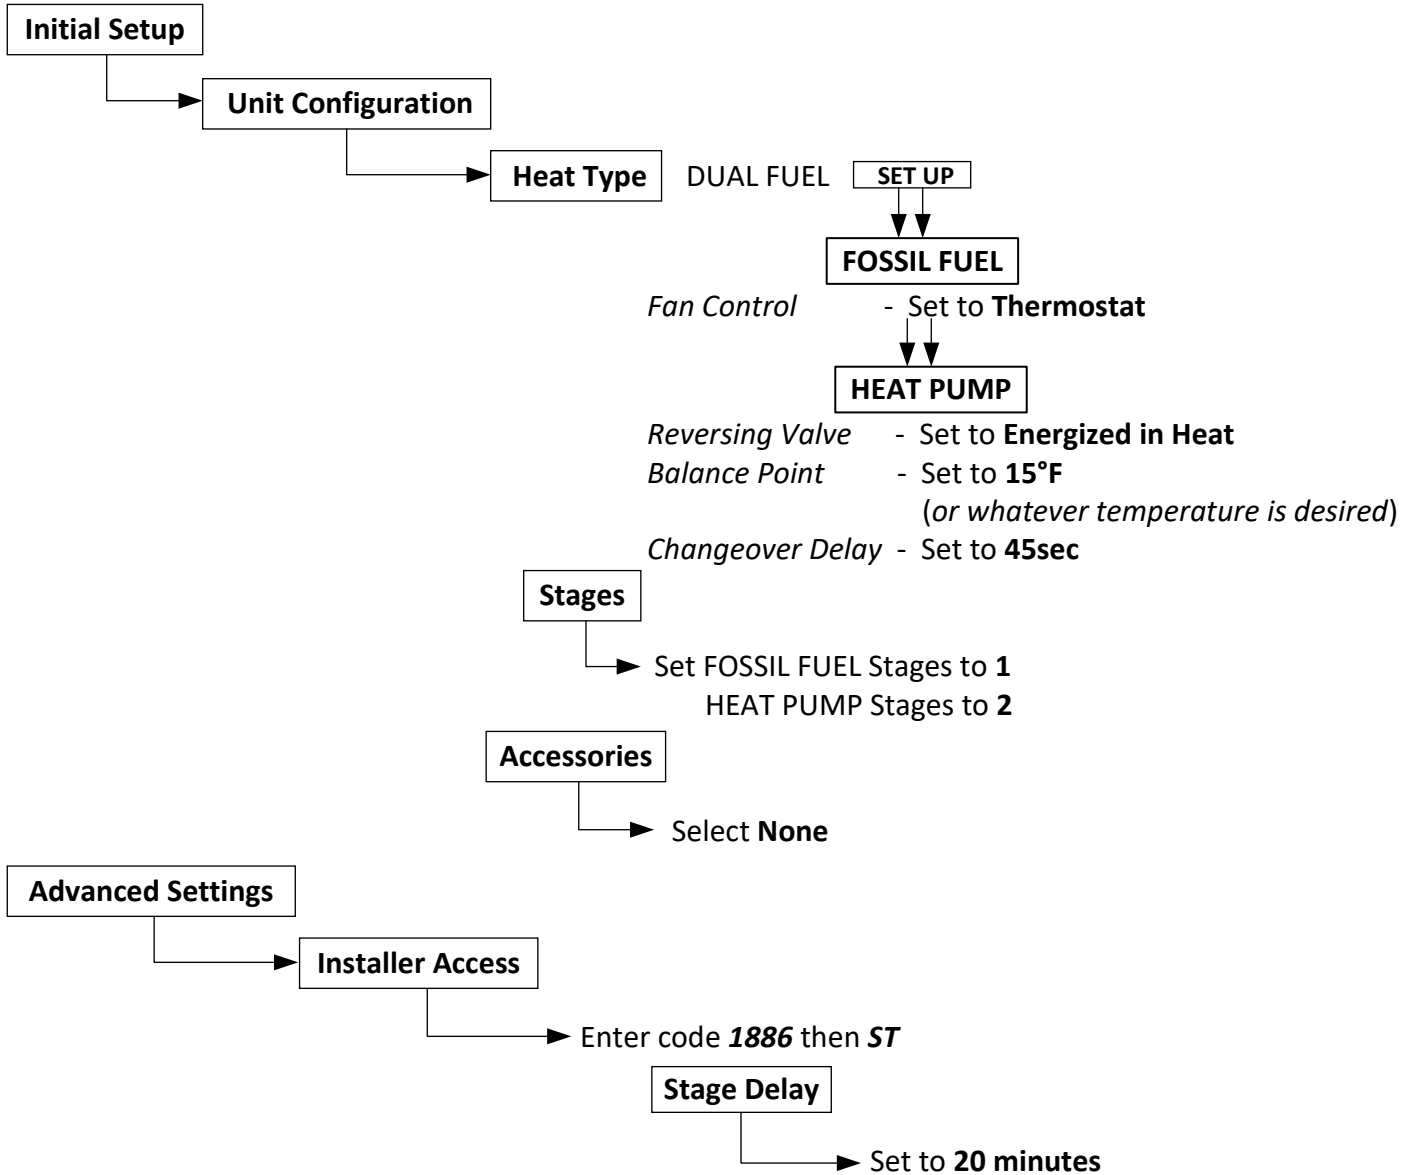 Initial Setup
Unit Configuration
Heat Type DUAL FUEL SET UP
FOSSIL FUEL
Fan Control - Set to Thermostat
HEAT PUMP
Reversing Valve - Set to Energized in Heat
Balance Point - Set to 15°F
(or whatever temperature is desired)
Changeover Delay - Set to 45sec
Stages
Set FOSSIL FUEL Stages to 1
HEAT PUMP Stages to 2
Accessories
Select None
Advanced Settings
Installer Access
Enter code 1886 then ST
Stage Delay
Set to 20 minutes